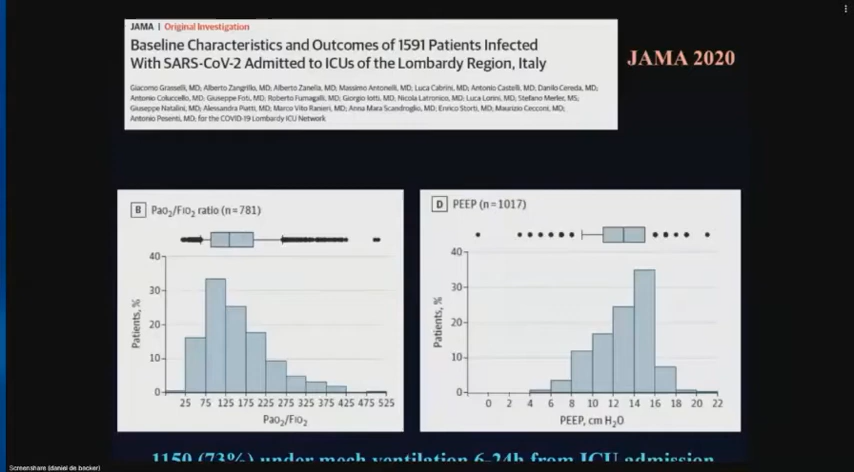 JAMA | Original Investigation
Baseline Characteristics and Outcomes of 1591 Patients Infected
With SARS-CoV-2 Admitted to ICUs of the Lombardy Region, Italy
Giacomo Grasselli, MD; Alberto Zangrillo, MD; Alberto Zanella, MD; Massimo Antonelli, MD; Luca Cabrini, MD; Antonio Castelli, MD; Danilo Cereda, MD;
Antonio Coluccello, MD; Giuseppe Foti, MD; Roberto Fumagalli, MD; Giorgio Iotti, MD; Nicola Latronico, MD; Luca Lorini, MD; Stefano Merler, MS;
Giuseppe Natalini, MD; Alessandra Piatti, MD; Marco Vito Ranieri, MD; Anna Mara Scandroglio, MD; Enrico Storti, MD; Maurizio Cecconi, MD;
Antonio Pesenti, MD; for the COVID-19 Lombardy ICU Network
JAMA 2020
B PaO2/FIO2 ratio (n=781)
40
30
20
10
0
Patients, %
25 75 125 175 225 275 325 375 425 475 525
PaO2/FIO2
D PEEP (n=1017)
40
30
20
10
0
Patients, %
0 2 4 6 8 10 12 14 16 18 20 22
PEEP, cm H2O
1150 (73%) under mech ventilation 6-24h from ICU admission
Screenshare (daniel de backer)